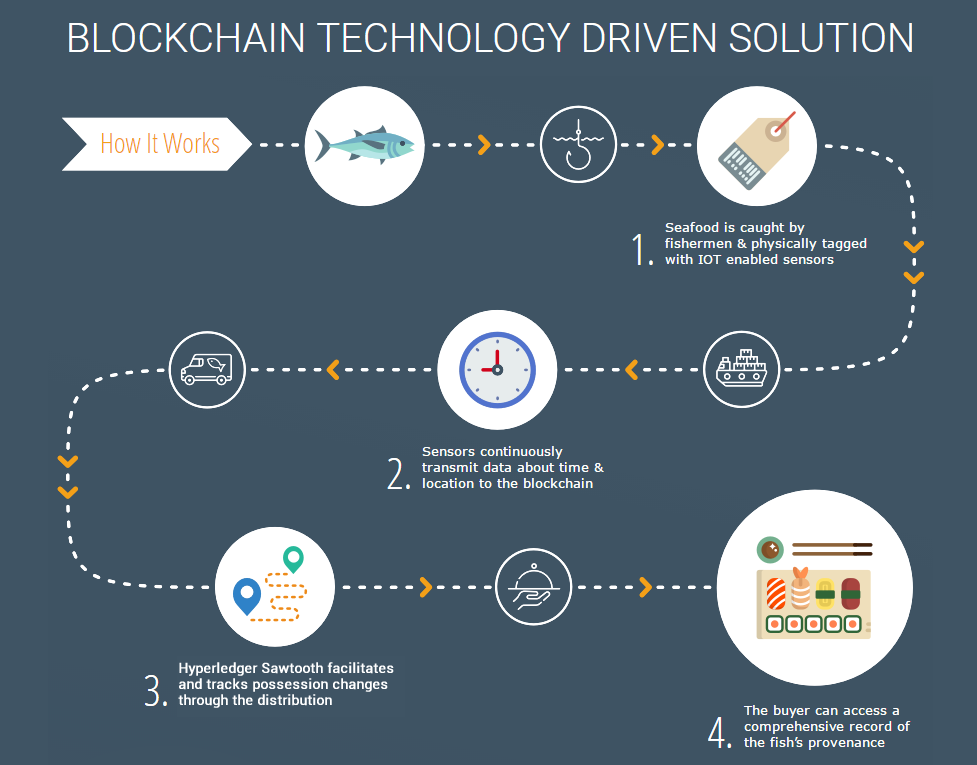 BLOCKCHAIN TECHNOLOGY DRIVEN SOLUTION
How It Works
1.
Seafood is caught by
fishermen & physically tagged
with IOT enabled sensors
2.
Sensors continuously
transmit data about time &
location to the blockchain
3.
Hyperledger Sawtooth facilitates
and tracks possession changes
through the distribution
4.
The buyer can access a
comprehensive record of
the fish's provenance